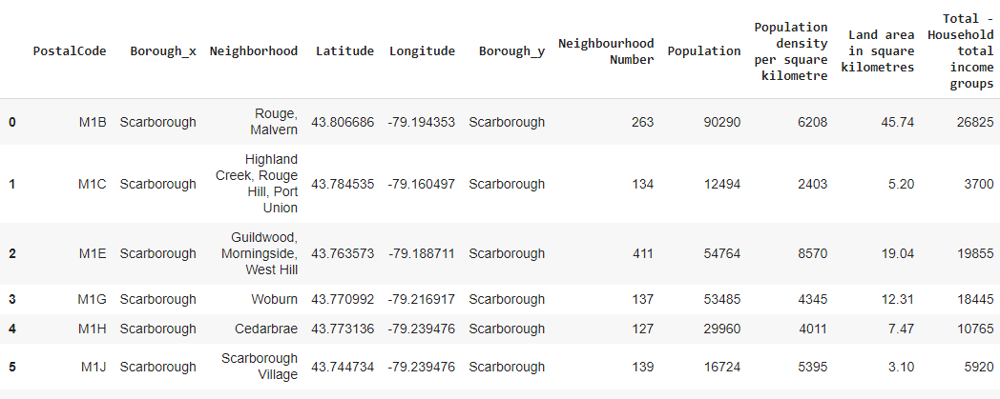 PostalCode Borough_x Neighborhood Latitude Longitude Borough_y Neighbourhood Number Population Population density per square kilometre Land area in square kilometres Total - Household total income groups
0 M1B Scarborough Rouge, Malvern 43.806686 -79.194353 Scarborough 263 90290 6208 45.74 26825
1 M1C Scarborough Highland Creek, Rouge Hill, Port Union 43.784535 -79.160497 Scarborough 134 12494 2403 5.20 3700
2 M1E Scarborough Guildwood, Morningside, West Hill 43.763573 -79.188711 Scarborough 411 54764 8570 19.04 19855
3 M1G Scarborough Woburn 43.770992 -79.216917 Scarborough 137 53485 4345 12.31 18445
4 M1H Scarborough Cedarbrae 43.773136 -79.239476 Scarborough 127 29960 4011 7.47 10765
5 M1J Scarborough Scarborough Village 43.744734 -79.239476 Scarborough 139 16724 5395 3.10 5920